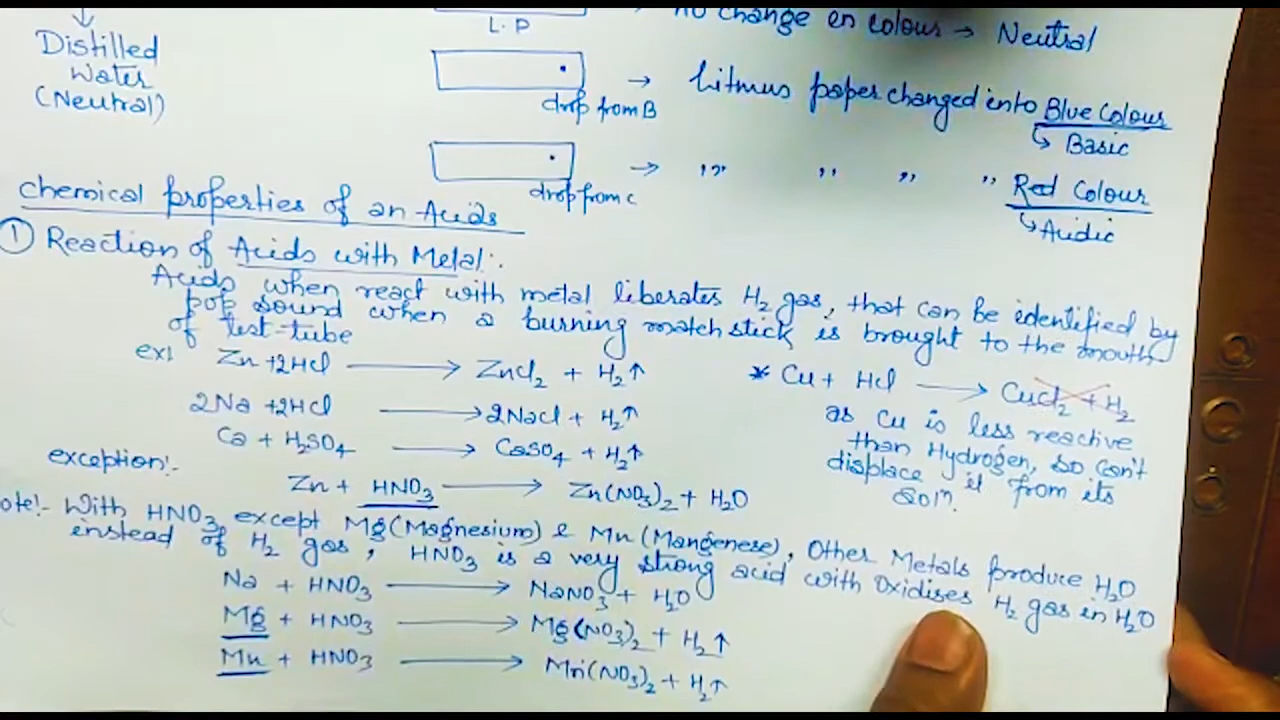 no change en colour → Neutral
L.P
Distilled
Water
(Neutral)
drop from B → Litmus paper changed into Blue Colour
↳ Basic
drop from c → ,, ,, ,, ,, Red Colour
↳ Acidic
Chemical properties of an Acids
① Reaction of Acids with Metal:.
Acids when react with metal liberates H₂ gas, that can be identified by
pop sound when a burning match stick is brought to the mouth
of test-tube
ex! Zn + 2Hcl ⟶ ZnCl₂ + H₂↑
2Na + 2Hcl ⟶ 2Nacl + H₂↑
Ca + H₂SO₄ ⟶ CaSO₄ + H₂↑
* Cu + Hcl ⟶ CuCl₂ + H₂
as Cu is less reactive
than Hydrogen, so can't
displace it from its
Solⁿ.
exception!-
Zn + HNO₃ ⟶ Zn(NO₃)₂ + H₂O
ote!- With HNO₃ except Mg(Magnesium) & Mn(Mangenese), Other Metals produce H₂O
instead of H₂ gas, HNO₃ is a very strong acid with Oxidises H₂ gas in H₂O
Na + HNO₃ ⟶ NaNO₃ + H₂O
Mg + HNO₃ ⟶ Mg(NO₃)₂ + H₂↑
Mn + HNO₃ ⟶ Mn(NO₃)₂ + H₂↑